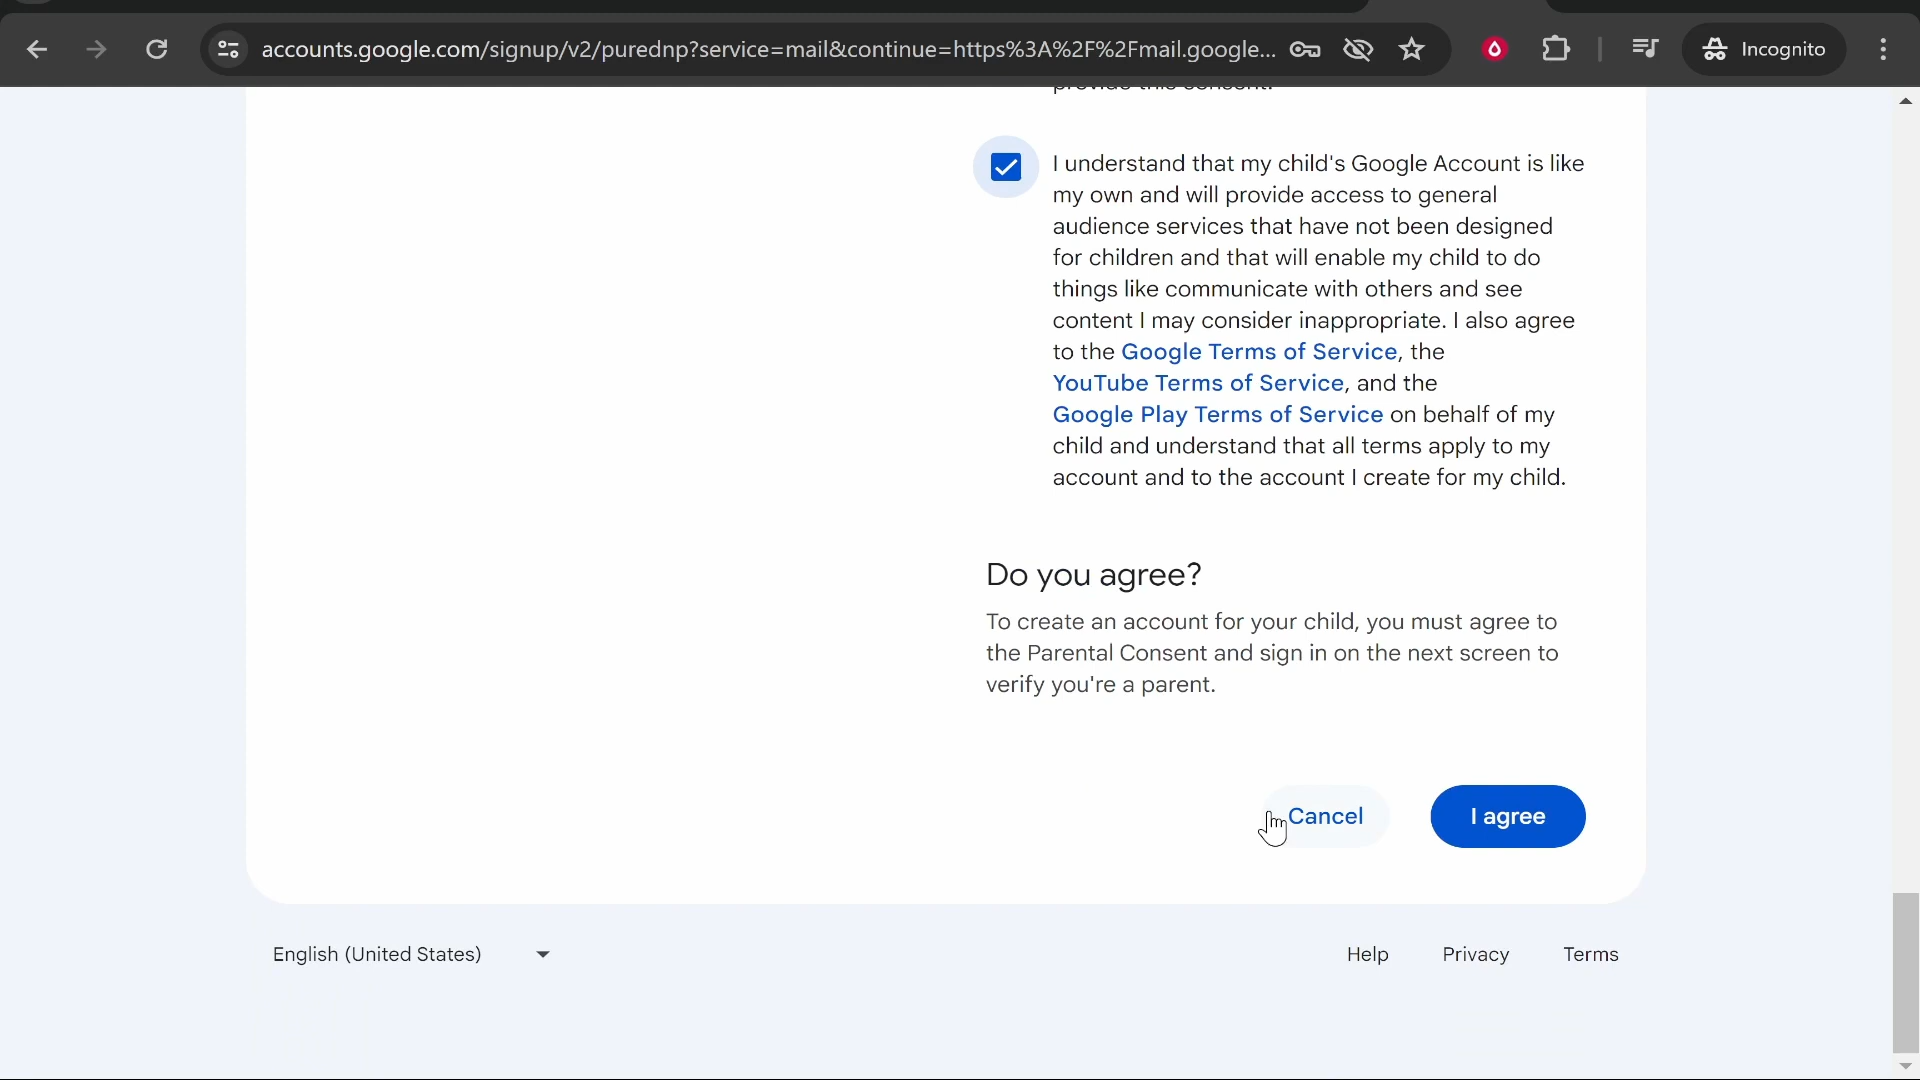 accounts.google.com/signup/v2/purednp?service=mail&continue=https%3A%2F%2Fmail.google...
Incognito
provide this consent.
I understand that my child's Google Account is like
my own and will provide access to general
audience services that have not been designed
for children and that will enable my child to do
things like communicate with others and see
content I may consider inappropriate. I also agree
to the Google Terms of Service, the
YouTube Terms of Service, and the
Google Play Terms of Service on behalf of my
child and understand that all terms apply to my
account and to the account I create for my child.
Do you agree?
To create an account for your child, you must agree to
the Parental Consent and sign in on the next screen to
verify you're a parent.
Cancel
I agree
English (United States)
Help
Privacy
Terms